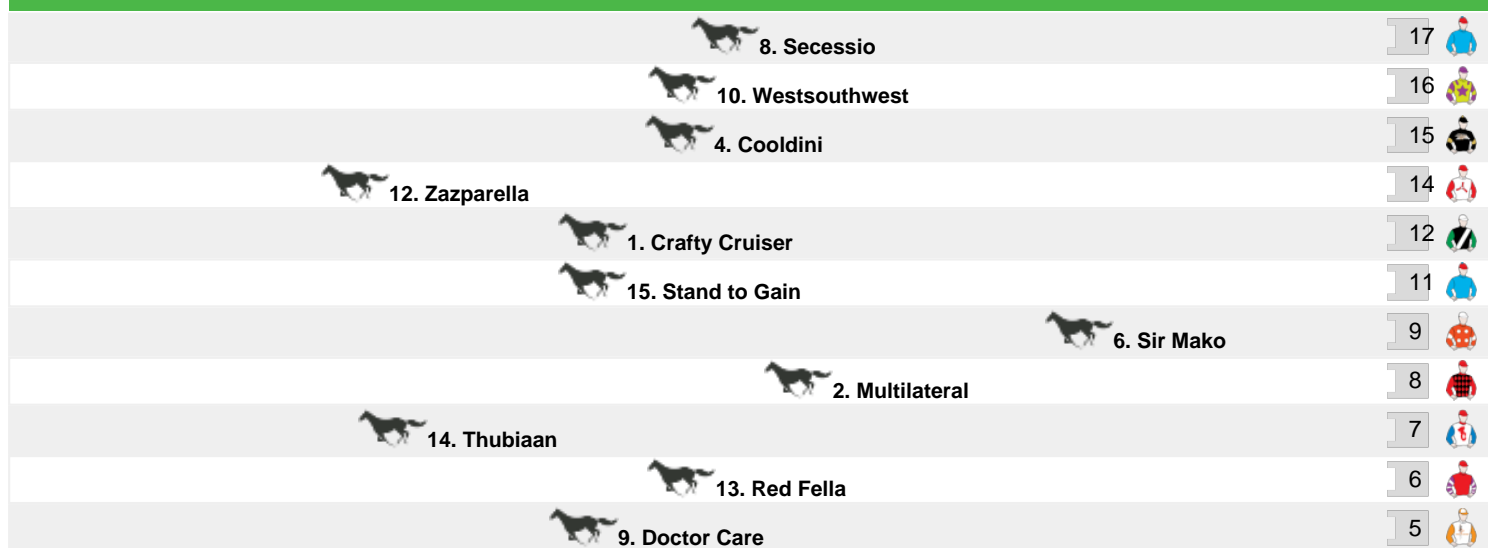 8. Secessio 17
10. Westsouthwest 16
4. Cooldini 15
12. Zazparella 14
1. Crafty Cruiser 12
15. Stand to Gain 11
6. Sir Mako 9
2. Multilateral 8
14. Thubiaan 7
13. Red Fella 6
9. Doctor Care 5